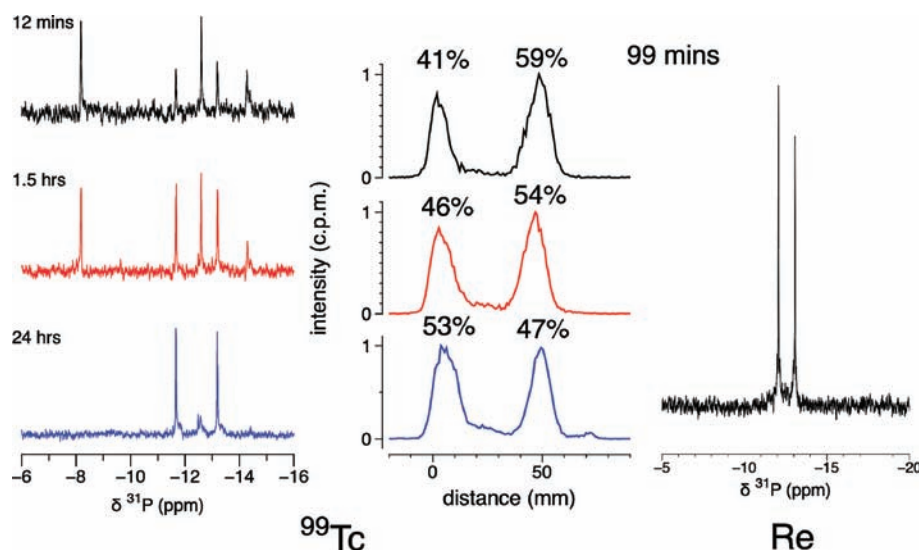 12 mins
1.5 hrs
24 hrs
−6 −8 −10 −12 −14 −16
δ ³¹P (ppm)
41% 59%
1
0
46% 54%
1
0
53% 47%
1
0
intensity (c.p.m.)
0 50
distance (mm)
⁹⁹Tc
99 mins
−5 −10 −15 −20
δ ³¹P (ppm)
Re